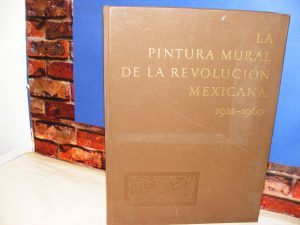 LA
PINTURA MURAL
DE LA REVOLUCIÓN
MEXICANA
1921-1960